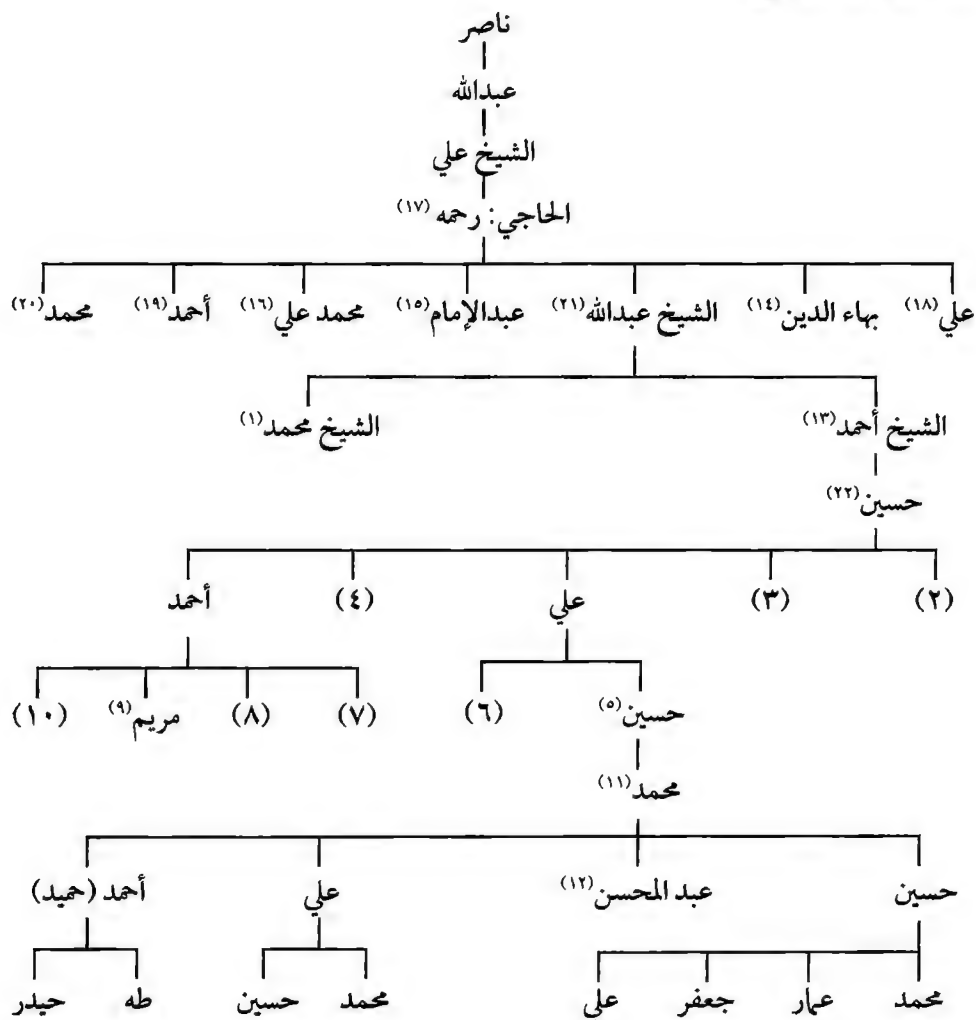 ناصر
عبدالله
الشيخ علي
الحاجي: رحمه (١٧)
علي (١٨) بهاء الدين (١٤) الشيخ عبدالله (٢١) عبدالإمام (١٥) محمد علي (١٦) أحمد (١٩) محمد (٢٠)
الشيخ أحمد (١٣) الشيخ محمد (١)
حسين (٢٢)
(٢) (٣) علي (٤) أحمد
حسين (٥) (٦) (٧) (٨) مريم (٩) (١٠)
محمد (١١)
حسين عبد المحسن (١٢) علي أحمد (حميد)
محمد عمار جعفر علي محمد حسين طه حيدر